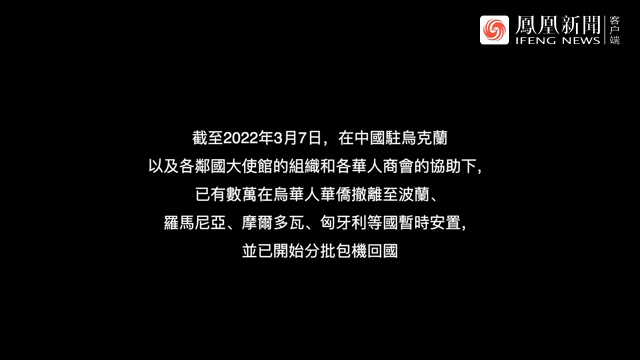 鳳凰新聞
IFENG NEWS
客户端
截至2022年3月7日，在中國駐烏克蘭
以及各鄰國大使館的組織和各華人商會的協助下，
已有數萬在烏華人華僑撤離至波蘭、
羅馬尼亞、摩爾多瓦、匈牙利等國暫時安置，
並已開始分批包機回國